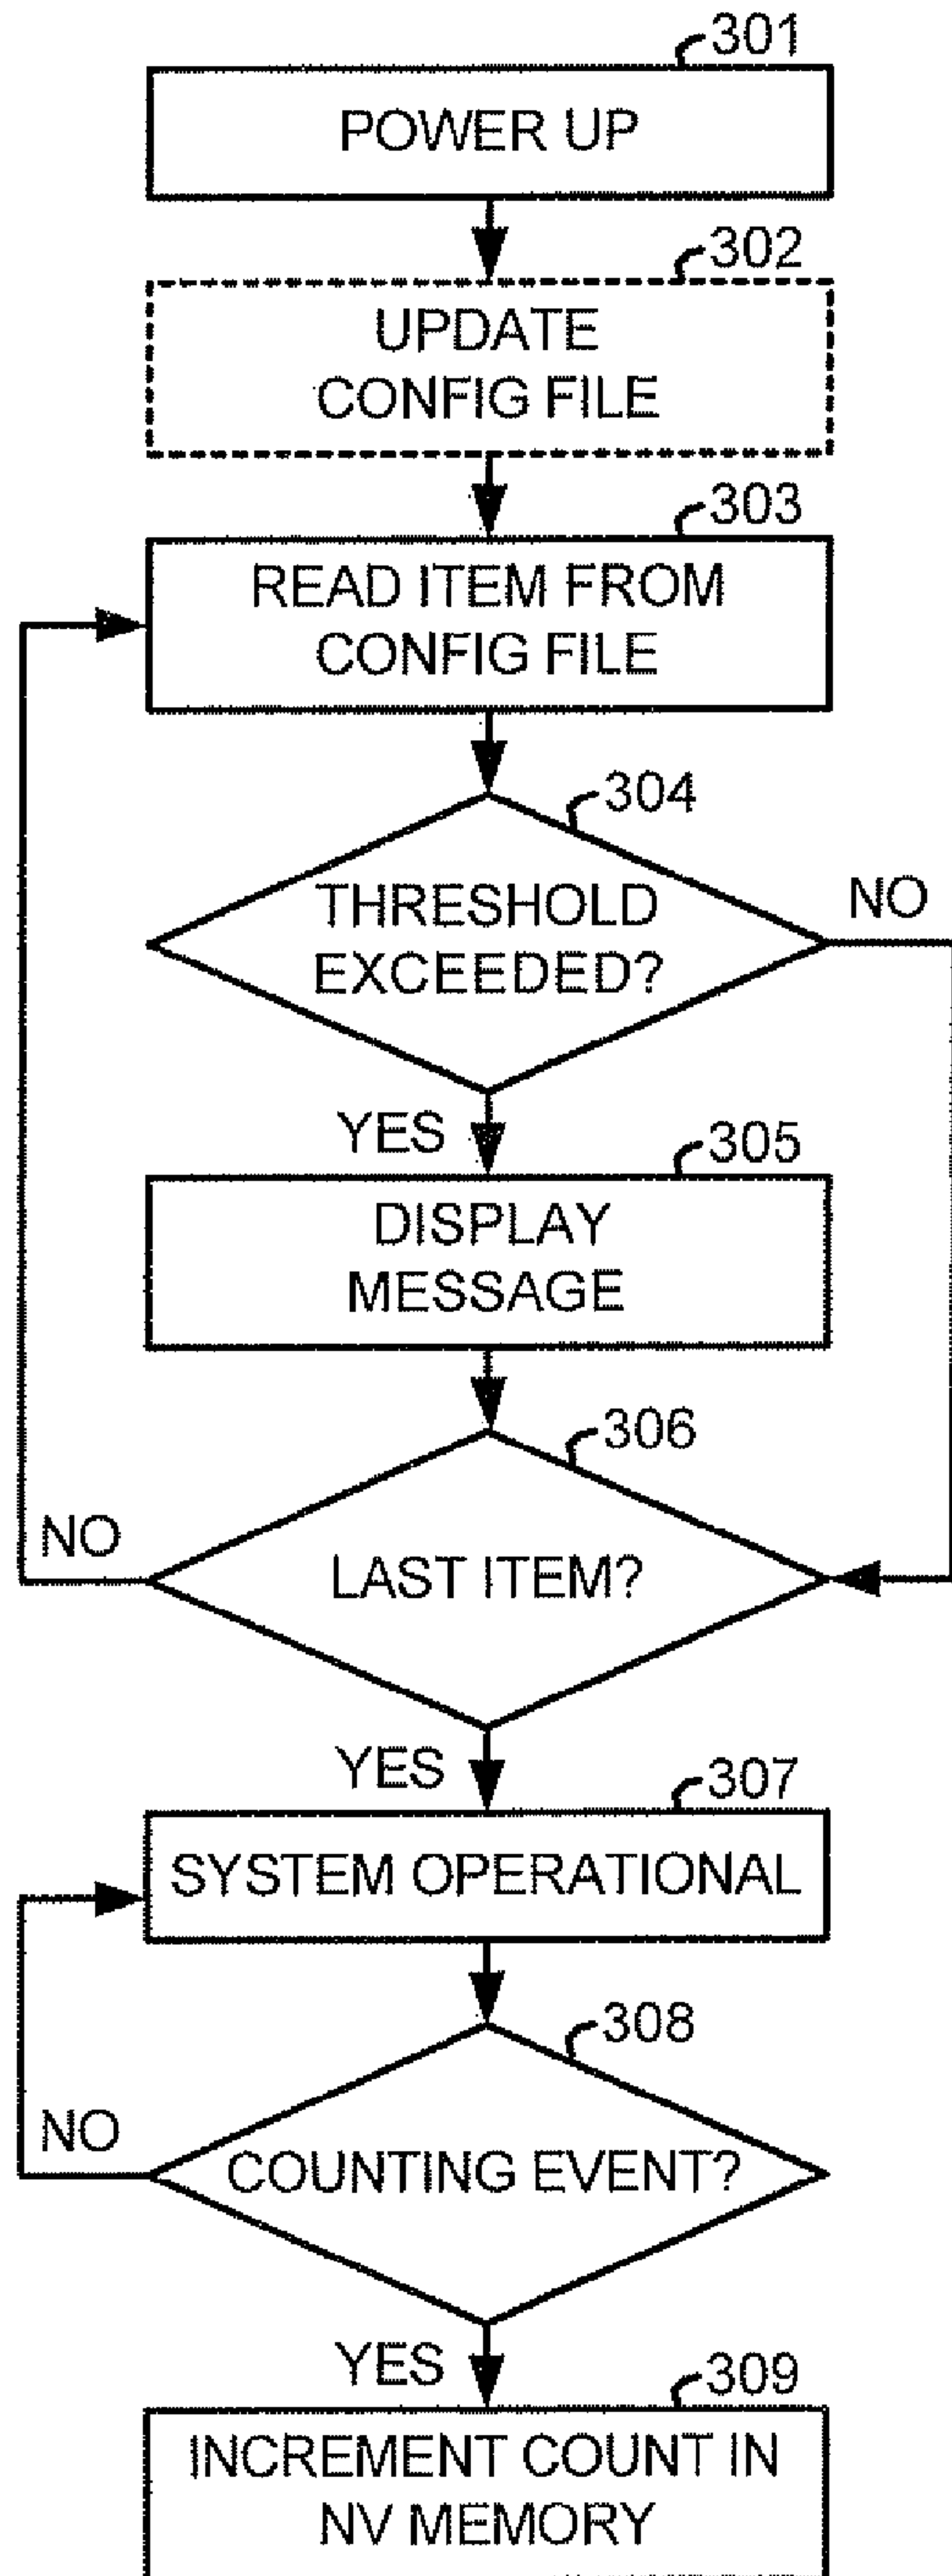 301
POWER UP
302
UPDATE
CONFIG FILE
303
READ ITEM FROM
CONFIG FILE
304
THRESHOLD
EXCEEDED?
NO
YES
305
DISPLAY
MESSAGE
306
LAST ITEM?
NO
YES
307
SYSTEM OPERATIONAL
308
COUNTING EVENT?
NO
YES
309
INCREMENT COUNT IN
NV MEMORY